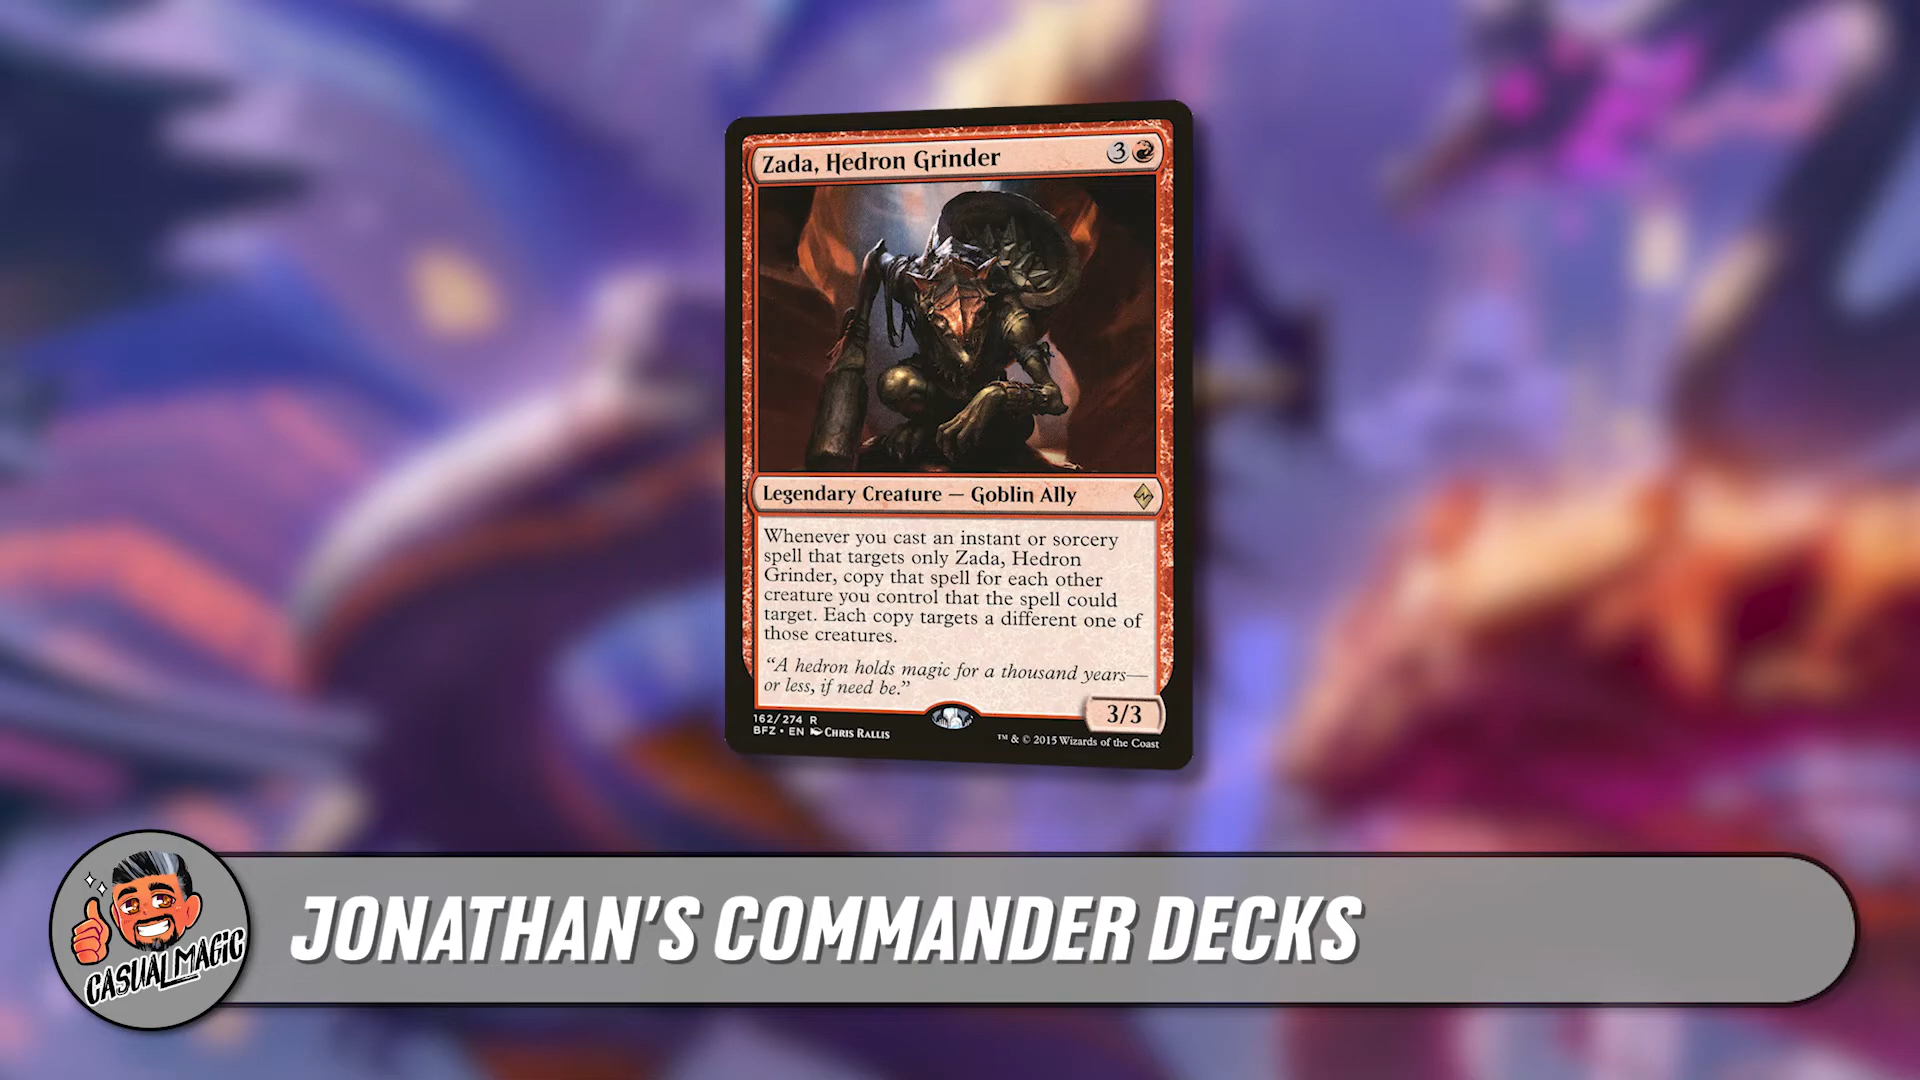 Zada, Hedron Grinder
3
Legendary Creature — Goblin Ally
Whenever you cast an instant or sorcery
spell that targets only Zada, Hedron
Grinder, copy that spell for each other
creature you control that the spell could
target. Each copy targets a different one of
those creatures.
“A hedron holds magic for a thousand years—
or less, if need be.”
3/3
162/274 R
BFZ • EN Chris Rallis
™ & © 2015 Wizards of the Coast
JONATHAN'S COMMANDER DECKS
CASUAL MAGIC